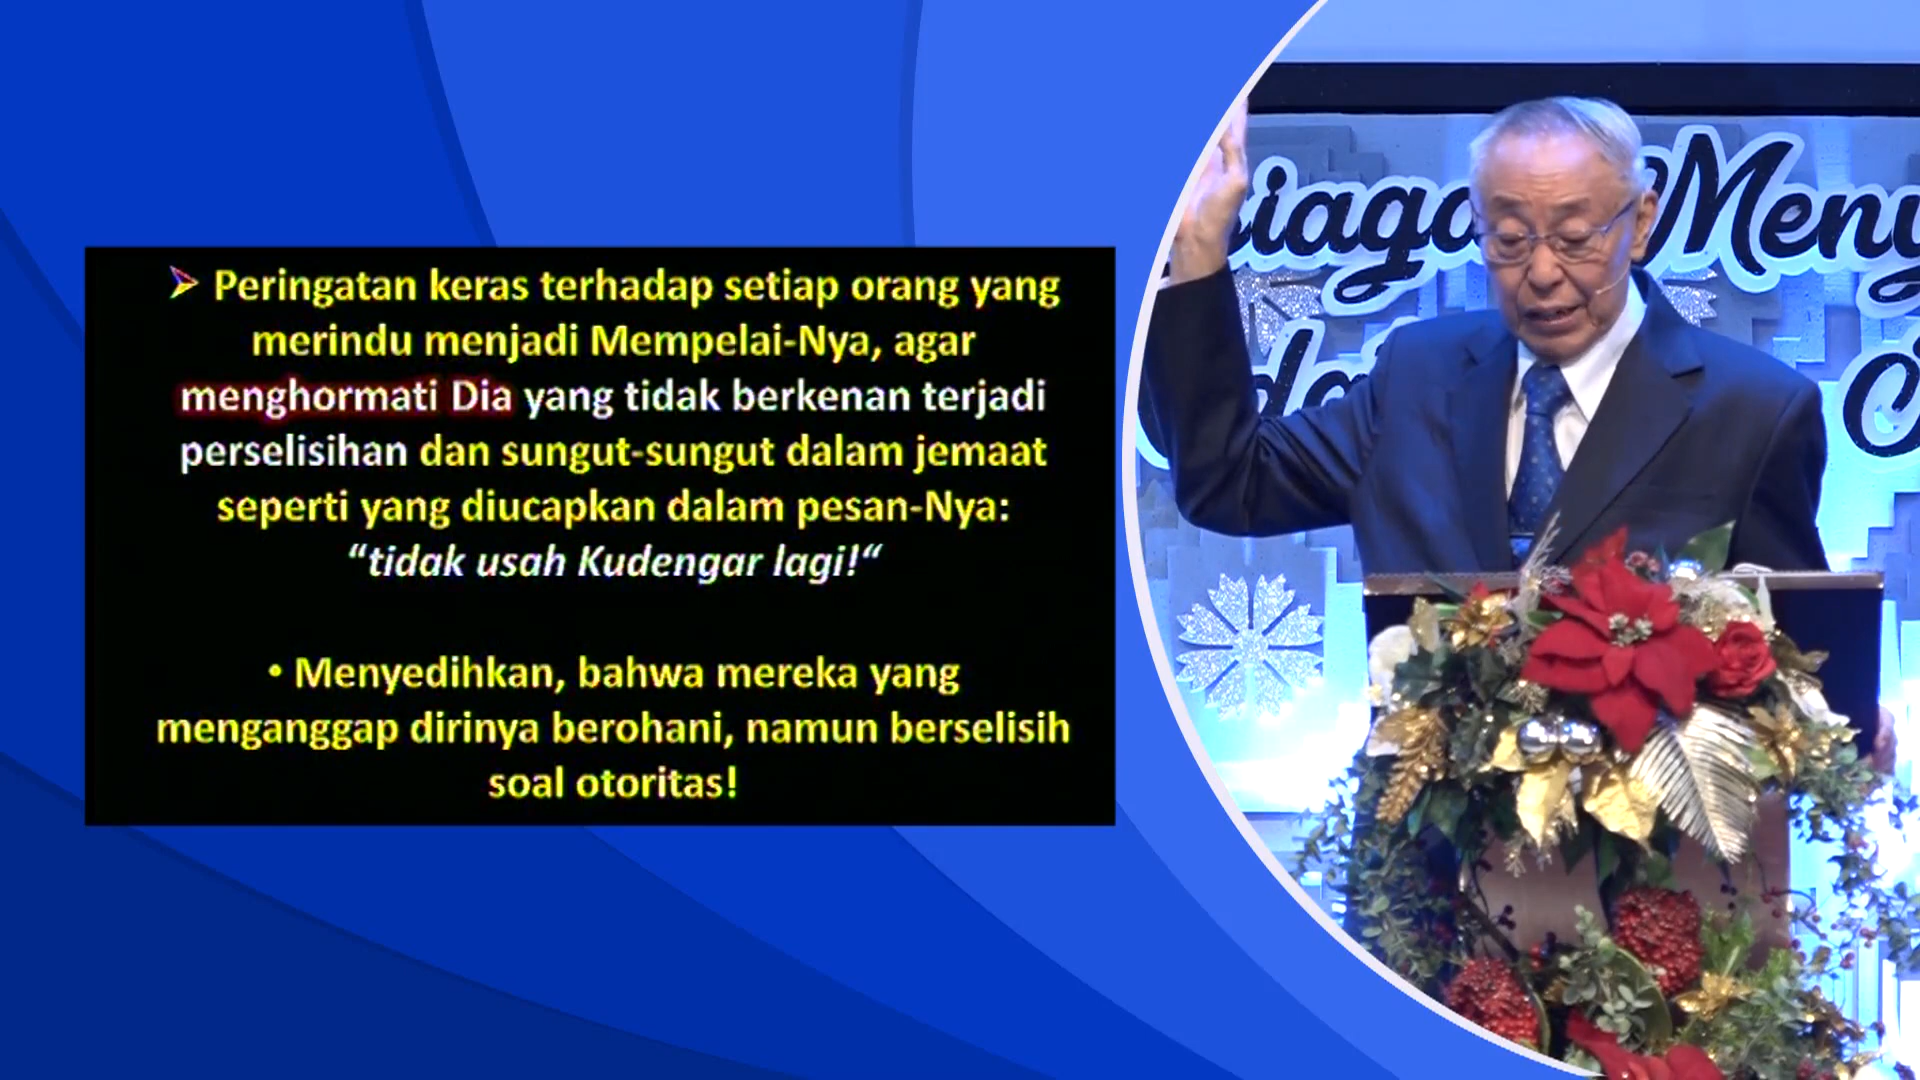 ➢ Peringatan keras terhadap setiap orang yang
merindu menjadi Mempelai-Nya, agar
menghormati Dia yang tidak berkenan terjadi
perselisihan dan sungut-sungut dalam jemaat
seperti yang diucapkan dalam pesan-Nya:
“tidak usah Kudengar lagi!“
• Menyedihkan, bahwa mereka yang
menganggap dirinya berohani, namun berselisih
soal otoritas!